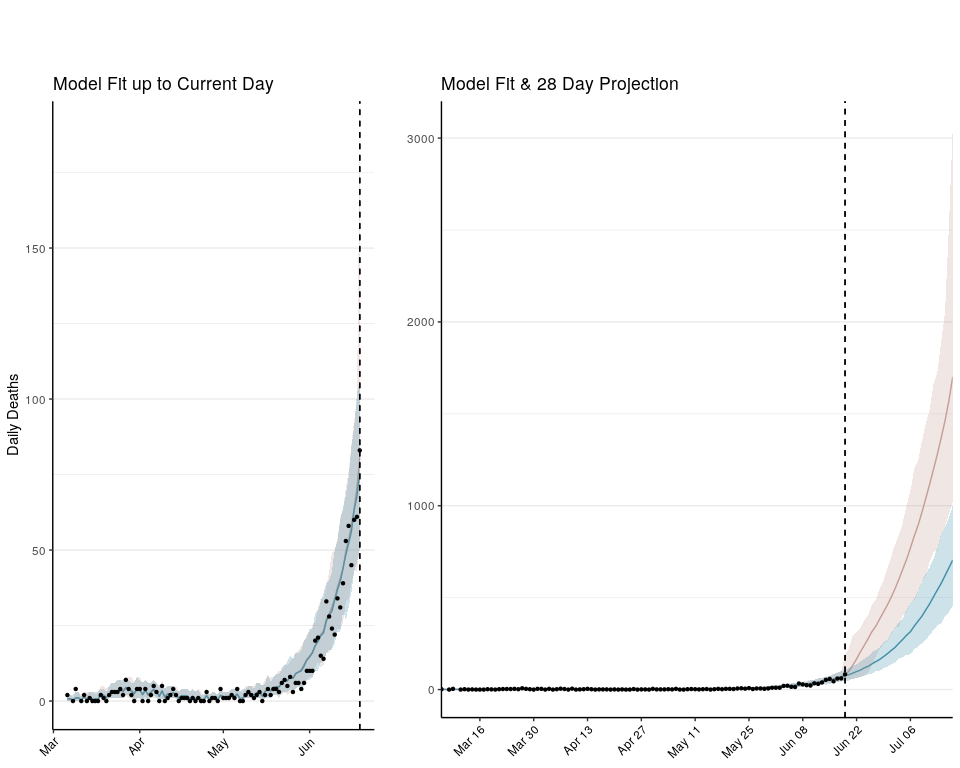 Model Fit up to Current Day
Daily Deaths
150
100
50
0
Mar
Apr
May
Jun
Model Fit & 28 Day Projection
3000
2000
1000
0
Mar 16
Mar 30
Apr 13
Apr 27
May 11
May 25
Jun 08
Jun 22
Jul 06